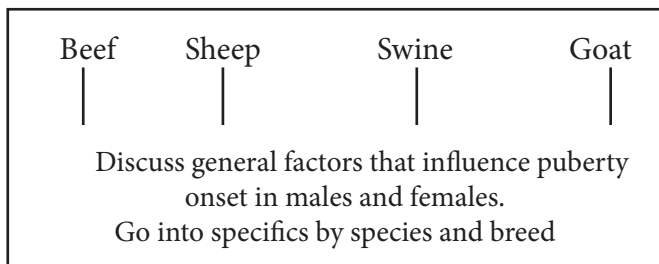 Beef Sheep Swine Goat
Discuss general factors that influence puberty
onset in males and females.
Go into specifics by species and breed